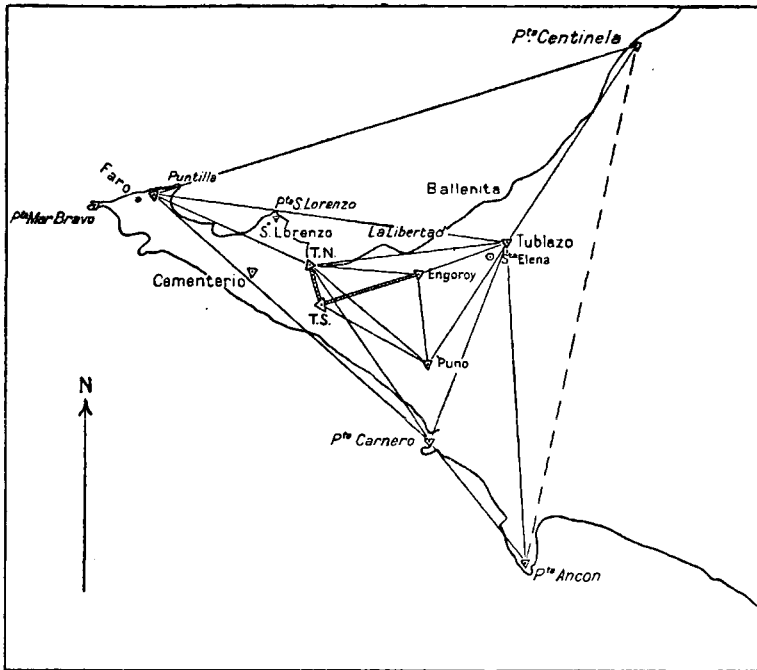 Pta Centinela
Faro
Puntilla
Pta Mar Bravo
Pta S. Lorenzo
Ballenita
S. Lorenzo
La Libertad
Tublazo
T.N.
Sta Elena
Cementerio
Engoroy
T.S.
Puno
N
Pto Carnero
Pta Ancon